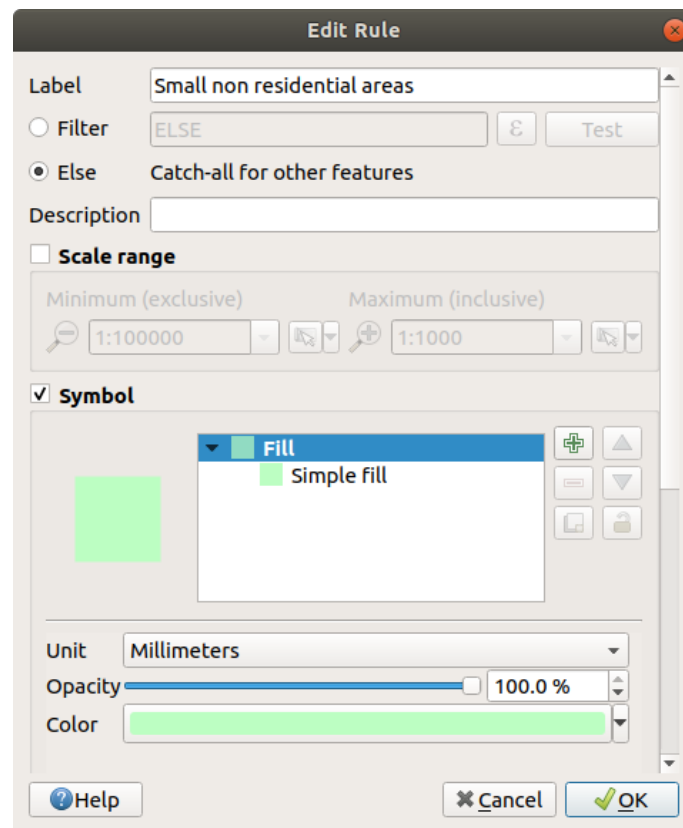 Edit Rule
Label Small non residential areas
Filter ELSE ε Test
Else Catch-all for other features
Description
Scale range
Minimum (exclusive) Maximum (inclusive)
1:100000 1:1000
Symbol
Fill
Simple fill
Unit Millimeters
Opacity 100.0 %
Color
Help Cancel OK